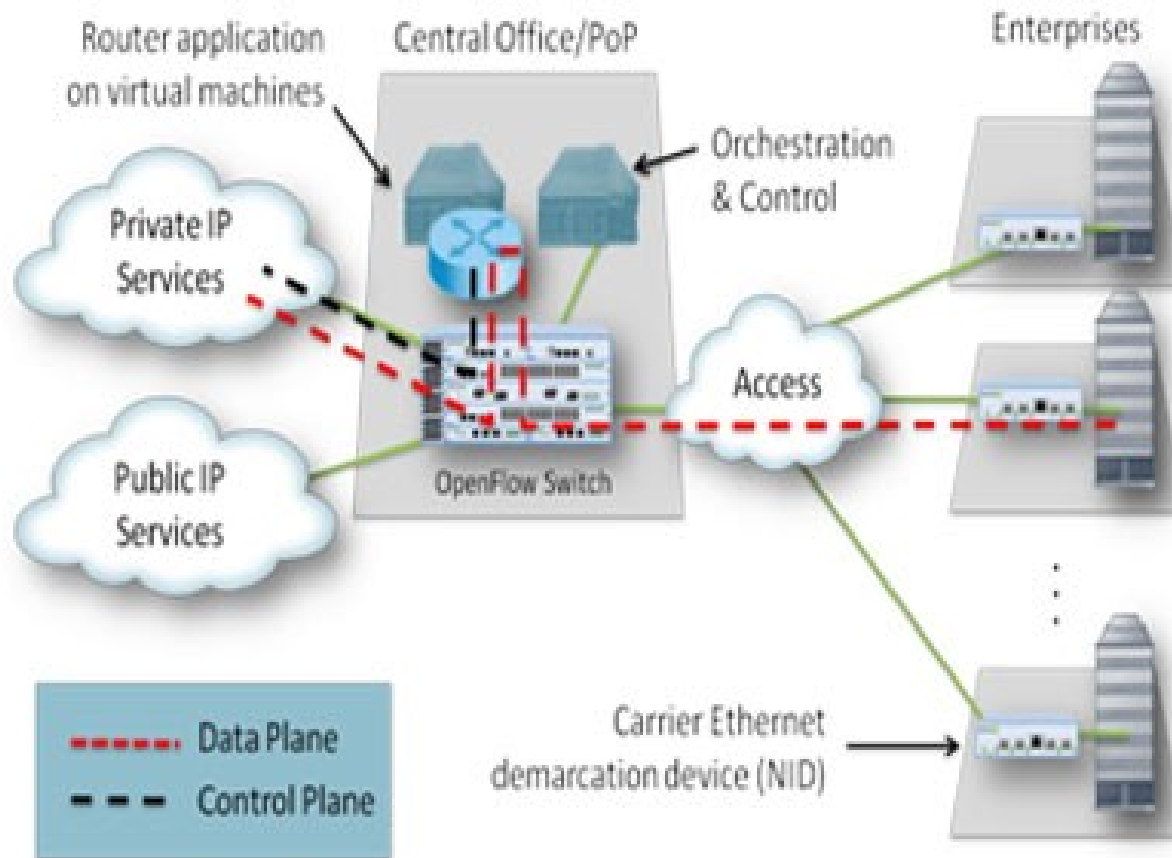 Router application
on virtual machines
Central Office/PoP
Enterprises
Orchestration
& Control
Private IP
Services
Access
OpenFlow Switch
Public IP
Services
Carrier Ethernet
demarcation device (NID)
Data Plane
Control Plane